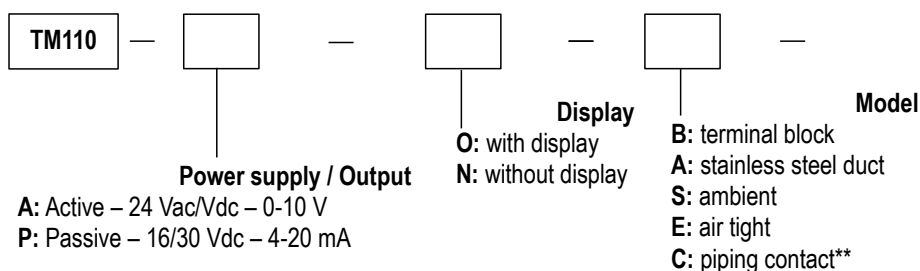 TM110 — — — —
Power supply / Output
A: Active – 24 Vac/Vdc – 0-10 V
P: Passive – 16/30 Vdc – 4-20 mA
Display
O: with display
N: without display
Model
B: terminal block
A: stainless steel duct
S: ambient
E: air tight
C: piping contact**